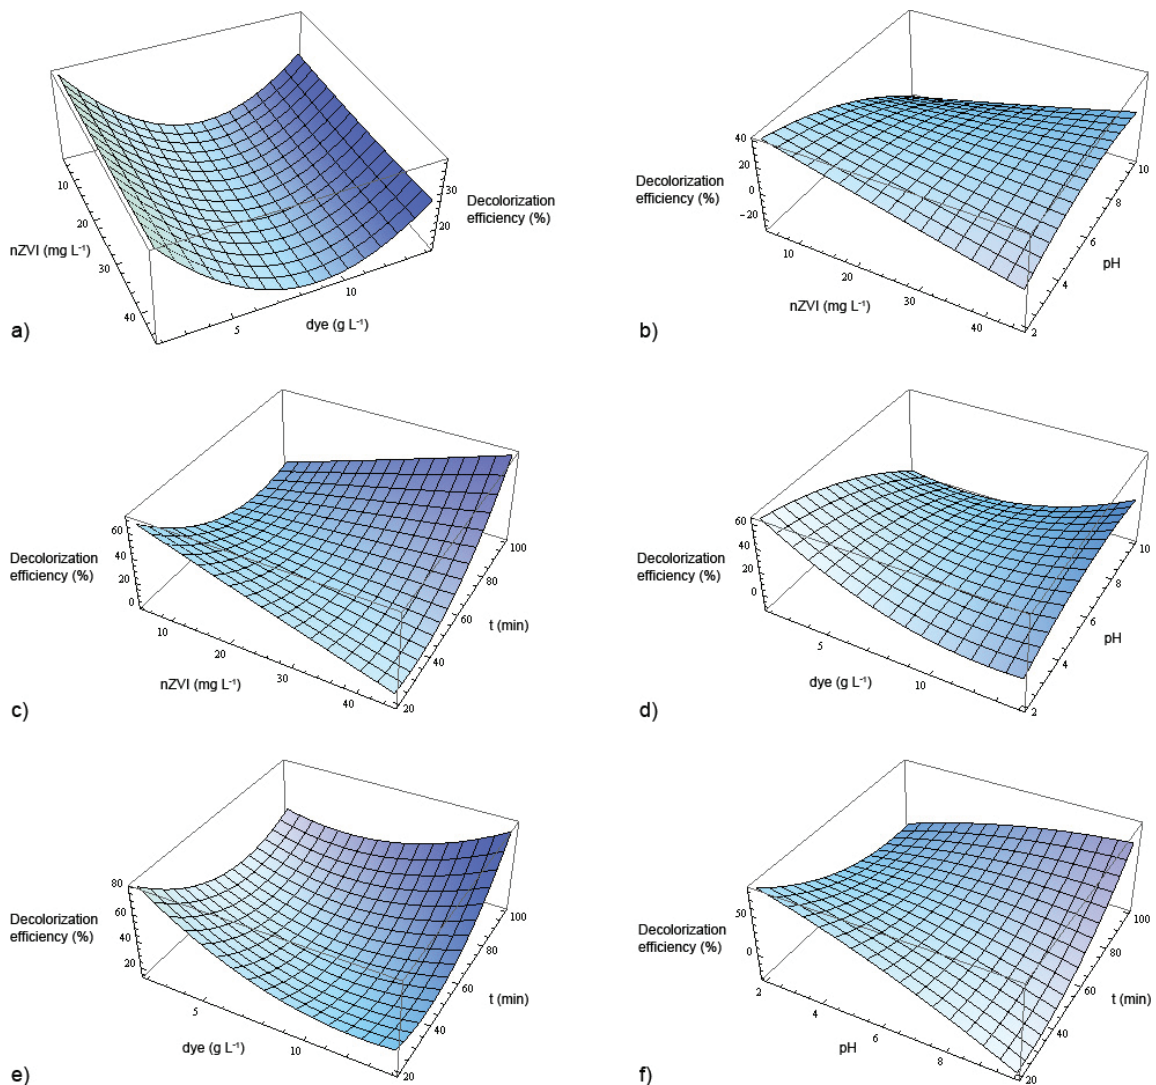 10
20
30
40
nZVI (mg L⁻¹)
5
10
dye (g L⁻¹)
30
20
Decolorization
efficiency (%)
a)
40
20
0
−20
Decolorization
efficiency (%)
10
20
30
40
nZVI (mg L⁻¹)
2
4
6
8
10
pH
b)
60
40
20
0
Decolorization
efficiency (%)
10
20
30
40
nZVI (mg L⁻¹)
20
40
60
80
100
t (min)
c)
60
40
20
0
Decolorization
efficiency (%)
5
10
dye (g L⁻¹)
2
4
6
8
10
pH
d)
80
60
40
20
Decolorization
efficiency (%)
5
10
dye (g L⁻¹)
20
40
60
80
100
t (min)
e)
50
0
Decolorization
efficiency (%)
2
4
6
8
pH
20
40
60
80
100
t (min)
f)